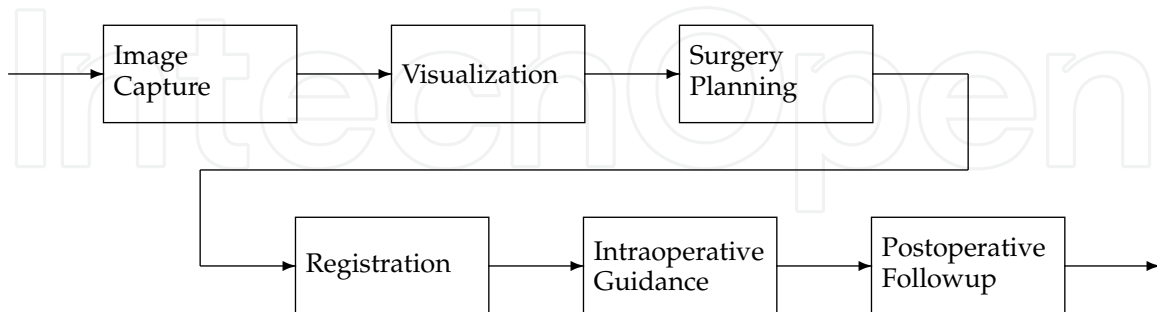 IntechOpen
Image
Capture
Visualization
Surgery
Planning
Registration
Intraoperative
Guidance
Postoperative
Followup